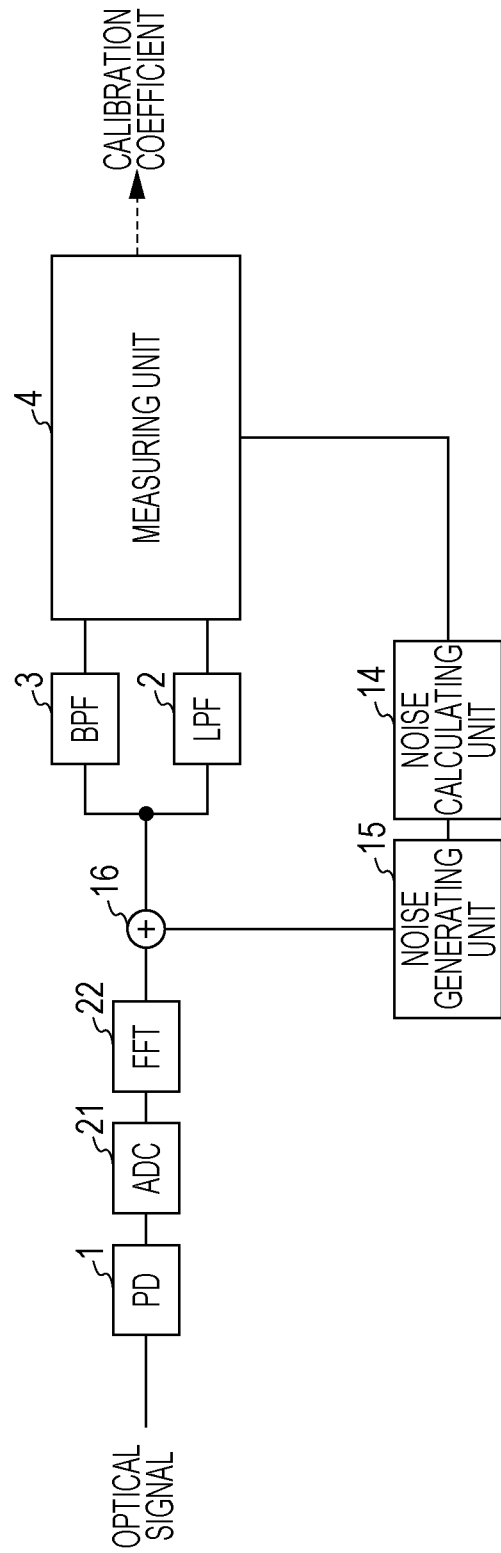 OPTICAL
SIGNAL
1
PD
21
ADC
22
FFT
16
+
3
BPF
2
LPF
4
MEASURING UNIT
CALIBRATION
COEFFICIENT
15
NOISE
GENERATING
UNIT
14
NOISE
CALCULATING
UNIT